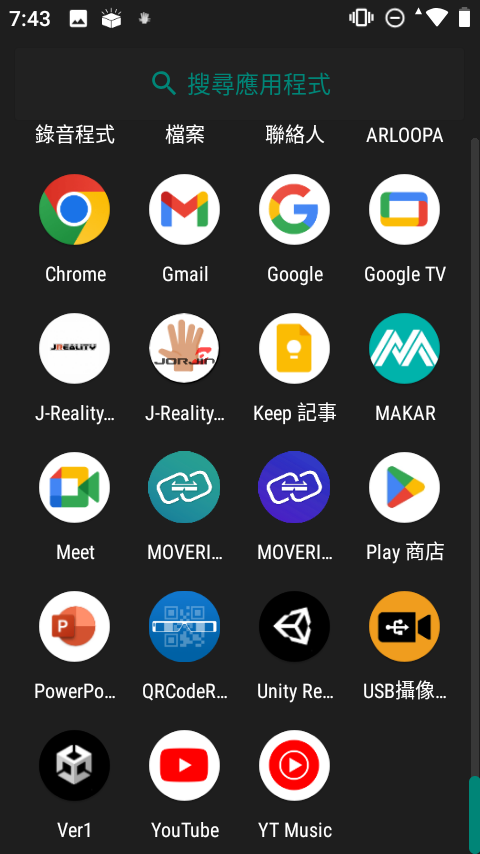 7:43
搜尋應用程式
錄音程式 檔案 聯絡人 ARLOOPA
Chrome Gmail Google Google TV
JREALITY JORJIN
J-Reality… J-Reality… Keep 記事 MAKAR
Meet MOVERI… MOVERI… Play 商店
P
PowerPo… QRCodeR… Unity Re… USB攝像…
Ver1 YouTube YT Music